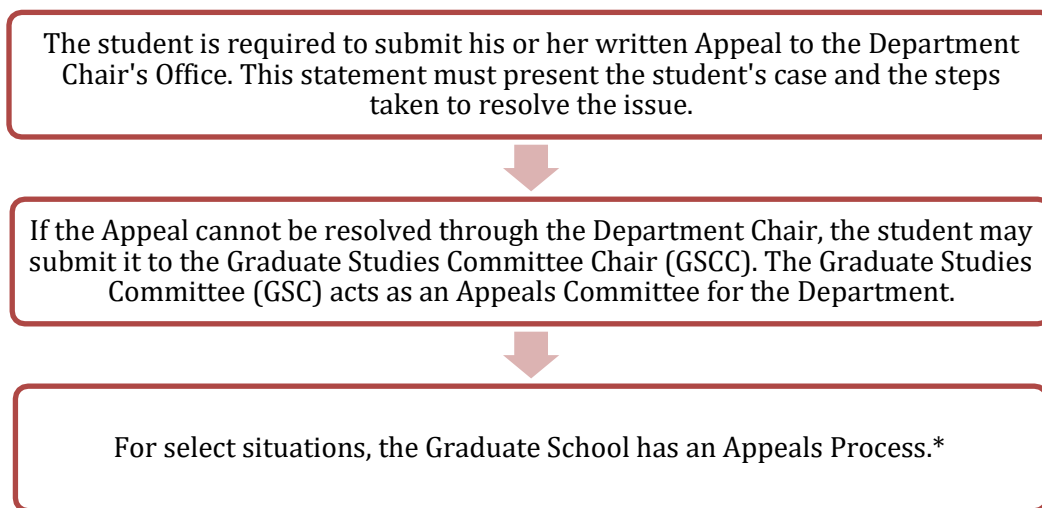 The student is required to submit his or her written Appeal to the Department
Chair's Office. This statement must present the student's case and the steps
taken to resolve the issue.
If the Appeal cannot be resolved through the Department Chair, the student may
submit it to the Graduate Studies Committee Chair (GSCC). The Graduate Studies
Committee (GSC) acts as an Appeals Committee for the Department.
For select situations, the Graduate School has an Appeals Process.*